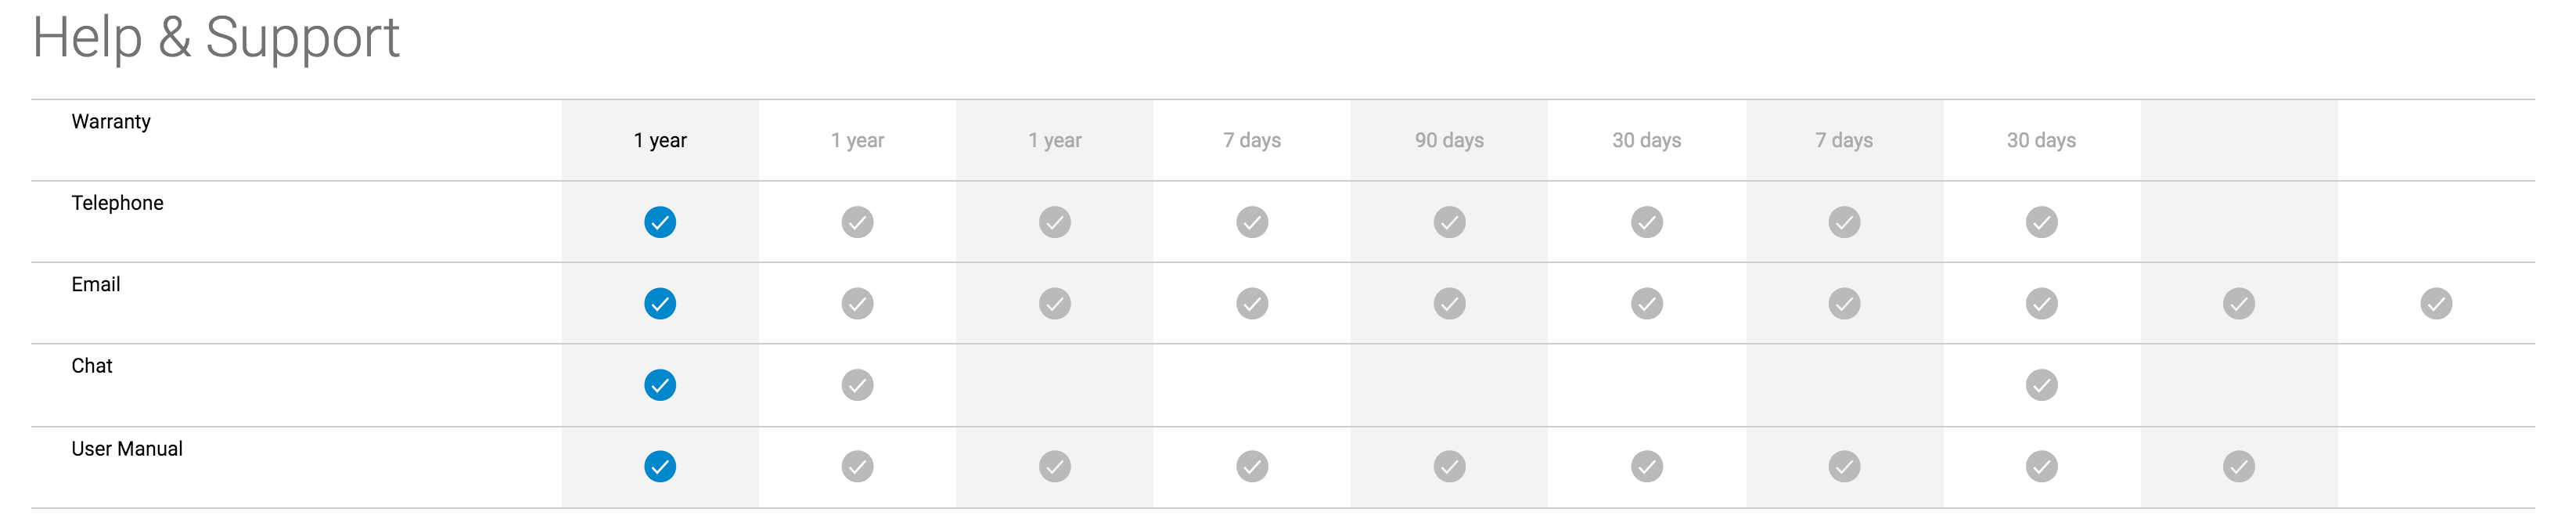 Help & Support
Warranty
1 year 1 year 1 year 7 days 90 days 30 days 7 days 30 days
Telephone
Email
Chat
User Manual